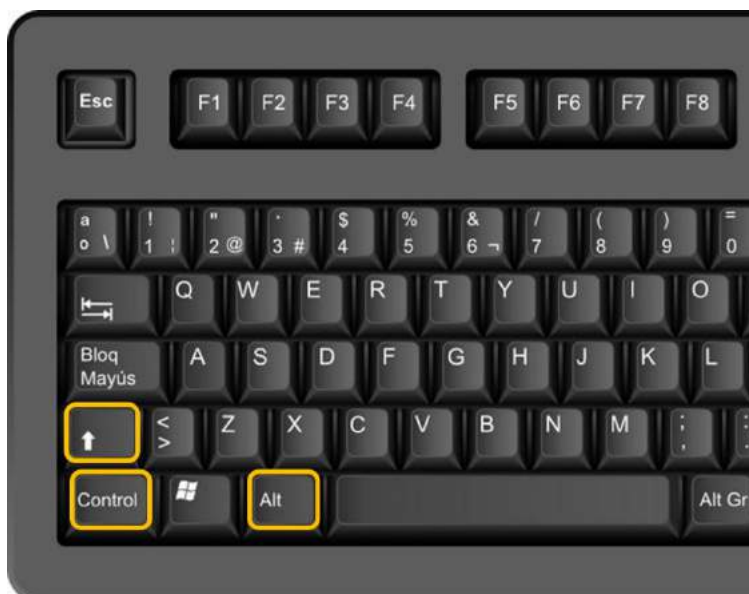 Esc F1 F2 F3 F4 F5 F6 F7 F8
a ! " · $ % & / ( ) =
o \ 1 ¦ 2 @ 3 # 4 5 6 ¬ 7 8 9 0
Q W E R T Y U I O
Bloq
Mayús A S D F G H J K L
< Z X C V B N M ; :
> , .
Control Alt Alt Gr